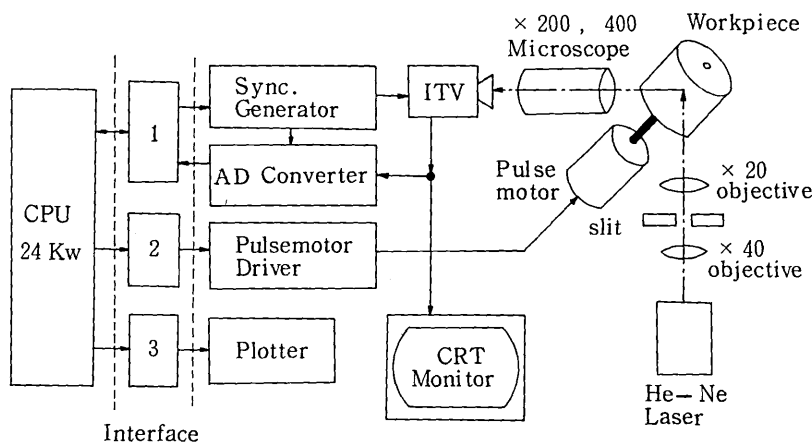 × 200 , 400
Microscope
Workpiece
Sync.
Generator
ITV
1
AD Converter
CPU
24 Kw
Pulse
motor
× 20
objective
slit
2
Pulsemotor
Driver
× 40
objective
3
Plotter
CRT
Monitor
He－Ne
Laser
Interface